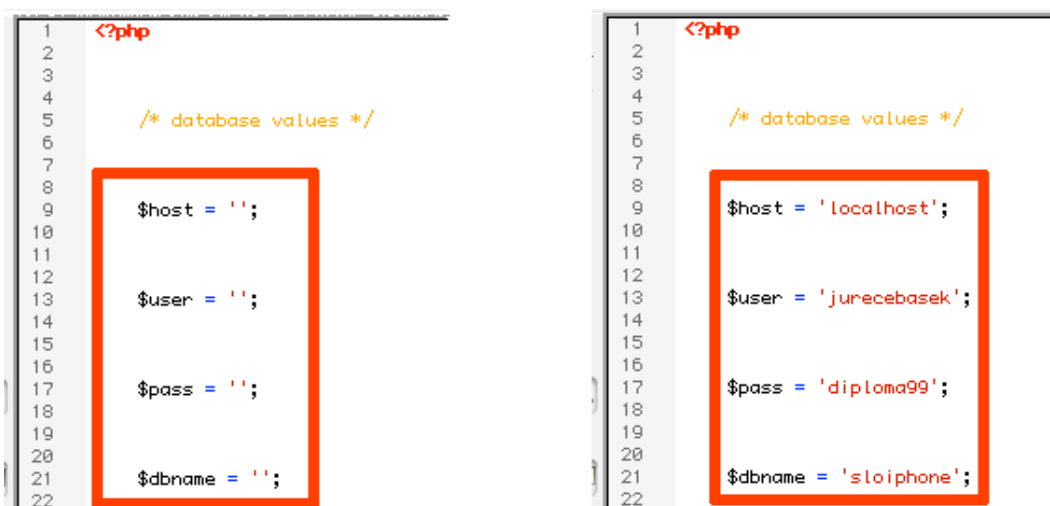 1 <?php
2
3
4
5 /* database values */
6
7
8
9 $host = '';
10
11
12
13 $user = '';
14
15
16
17 $pass = '';
18
19
20
21 $dbname = '';
22
1 <?php
2
3
4
5 /* database values */
6
7
8
9 $host = 'localhost';
10
11
12
13 $user = 'jurecebasek';
14
15
16
17 $pass = 'diploma99';
18
19
20
21 $dbname = 'sloiphone';
22